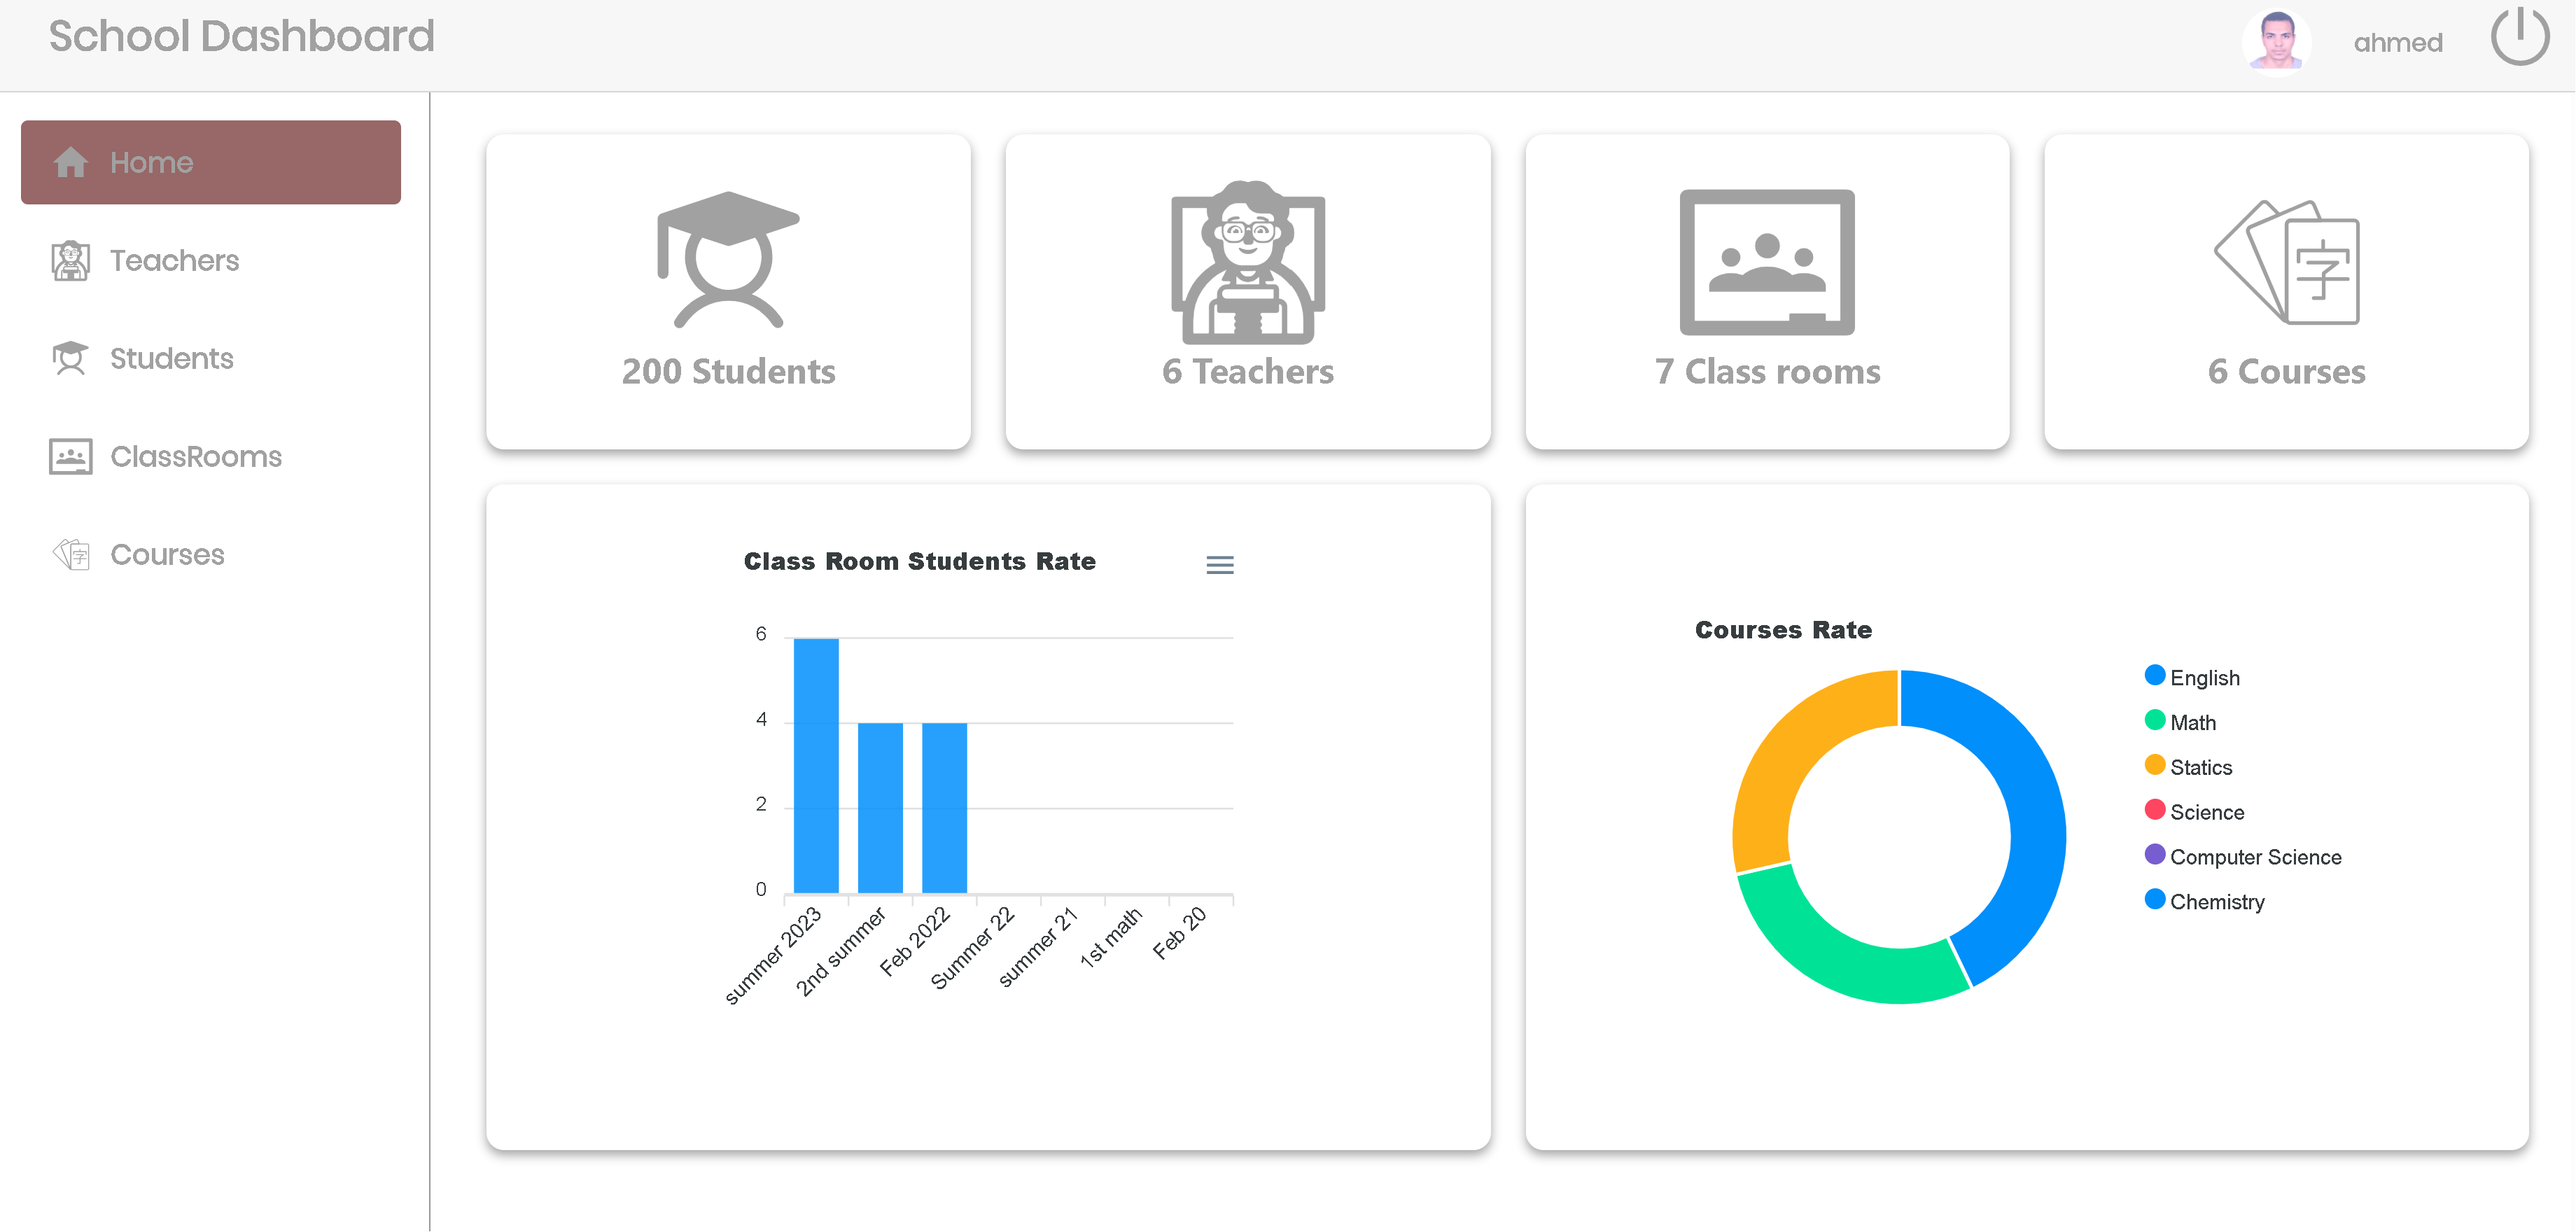 School Dashboard
ahmed
Home
Teachers
Students
ClassRooms
Courses
200 Students
6 Teachers
7 Class rooms
字
6 Courses
Class Room Students Rate
6
4
2
0
summer 2023
2nd summer
Feb 2022
Summer 22
summer 21
1st math
Feb 20
Courses Rate
English
Math
Statics
Science
Computer Science
Chemistry